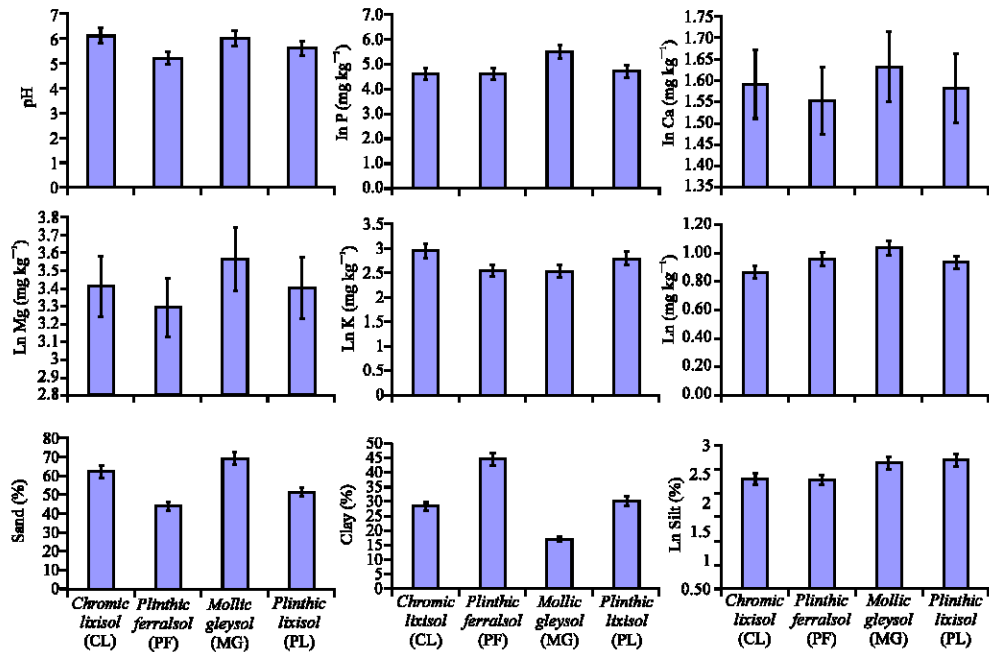 pH
7
6
5
4
3
2
1
0
ln P (mg kg⁻¹)
6.0
5.0
4.0
3.0
2.0
1.0
0.0
ln Ca (mg kg⁻¹)
1.75
1.70
1.65
1.60
1.55
1.50
1.45
1.40
1.35
Ln Mg (mg kg⁻¹)
3.8
3.7
3.6
3.5
3.4
3.3
3.2
3.1
3.0
2.9
2.8
Ln K (mg kg⁻¹)
3.5
3
2.5
2
1.5
1
0.5
0
Ln (mg kg⁻¹)
1.20
1.00
0.80
0.60
0.40
0.20
0.00
Sand (%)
80
70
60
50
40
30
20
10
0
Chromic
lixisol
(CL)
Plinthic
ferralsol
(PF)
Mollic
gleysol
(MG)
Plinthic
lixisol
(PL)
Clay (%)
50
45
40
35
30
25
20
15
10
5
0
Chromic
lixisol
(CL)
Plinthic
ferralsol
(PF)
Mollic
gleysol
(MG)
Plinthic
lixisol
(PL)
Ln Silt (%)
3
2.5
2
1.5
1
0.50
Chromic
lixisol
(CL)
Plinthic
ferralsol
(PF)
Mollic
gleysol
(MG)
Plinthic
lixisol
(PL)